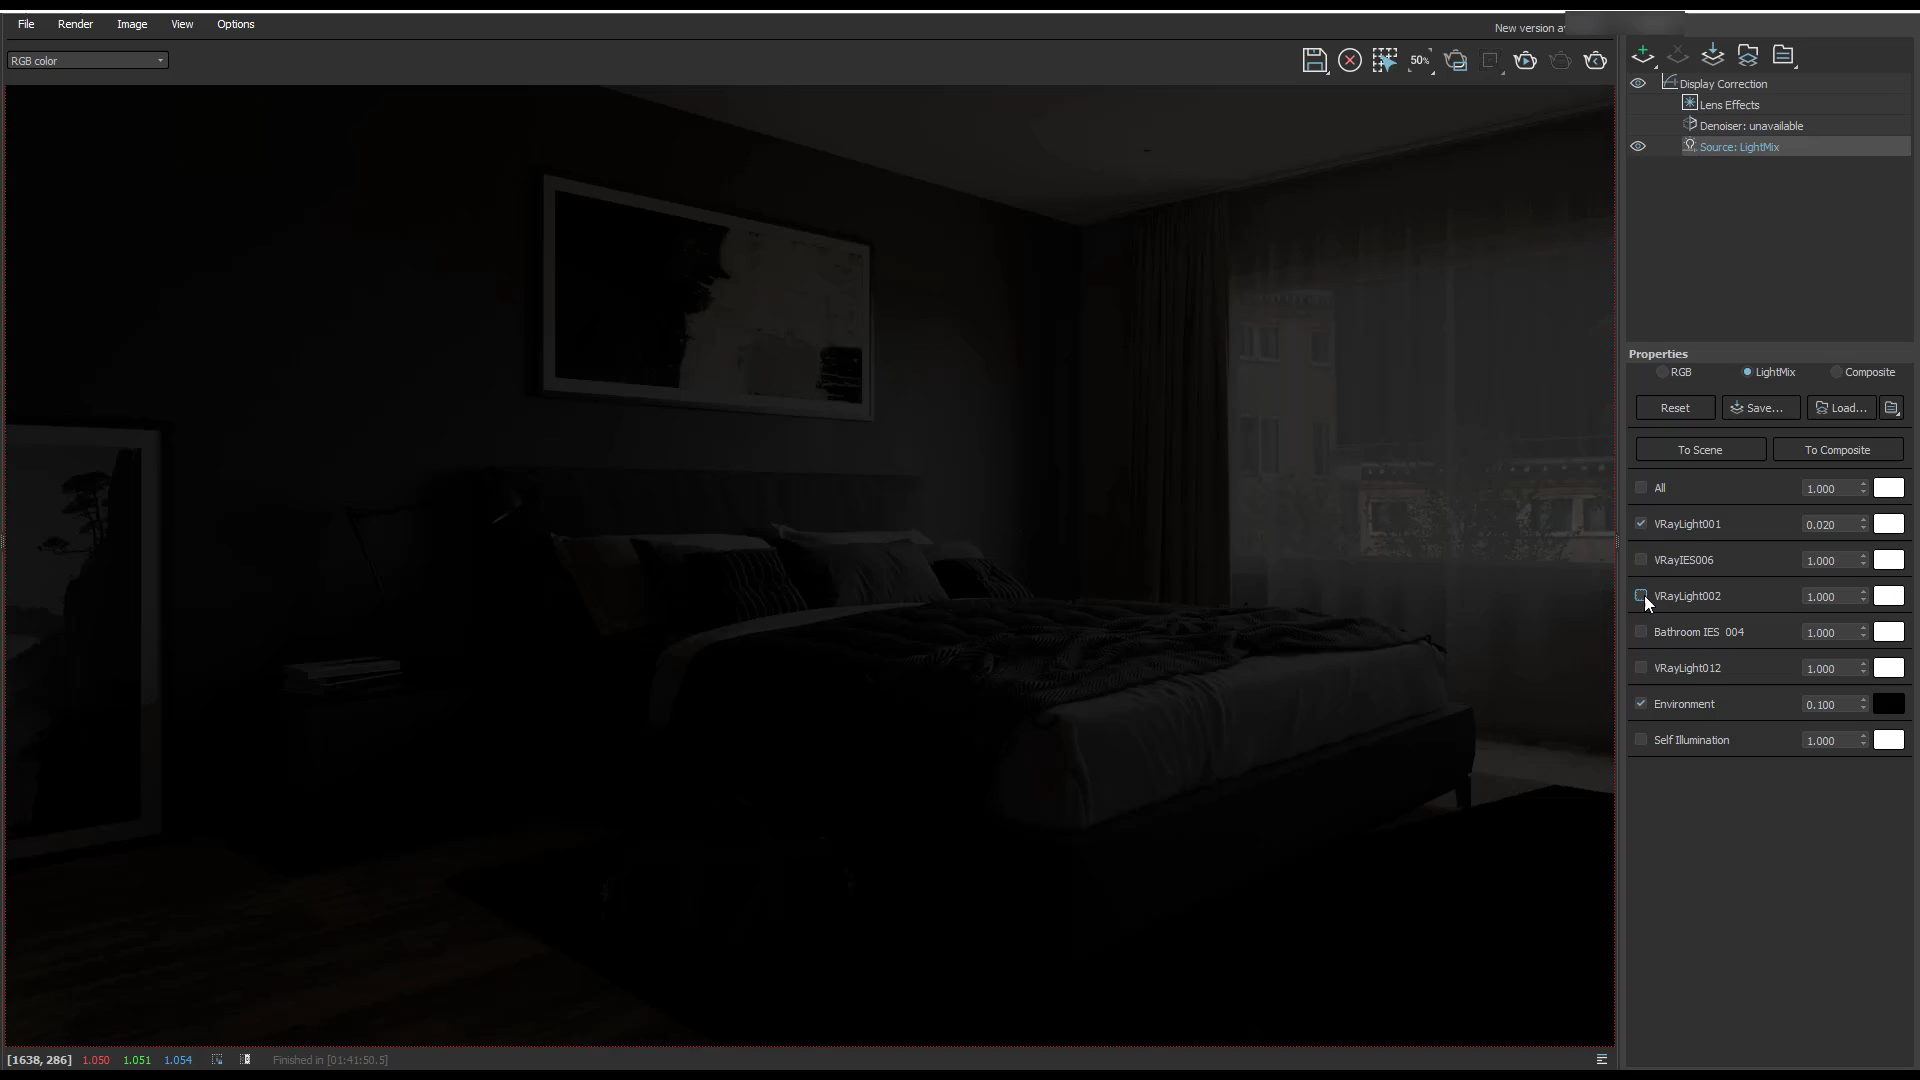 File Render Image View Options
New version a
RGB color
50%
Display Correction
Lens Effects
Denoiser: unavailable
Source: LightMix
Properties
RGB LightMix Composite
Reset Save... Load...
To Scene To Composite
All 1.000
VRayLight001 0.020
VRayIES006 1.000
VRayLight002 1.000
Bathroom IES 004 1.000
VRayLight012 1.000
Environment 0.100
Self Illumination 1.000
[1638, 286] 1.050 1.051 1.054 Finished in [01:41:50.5]